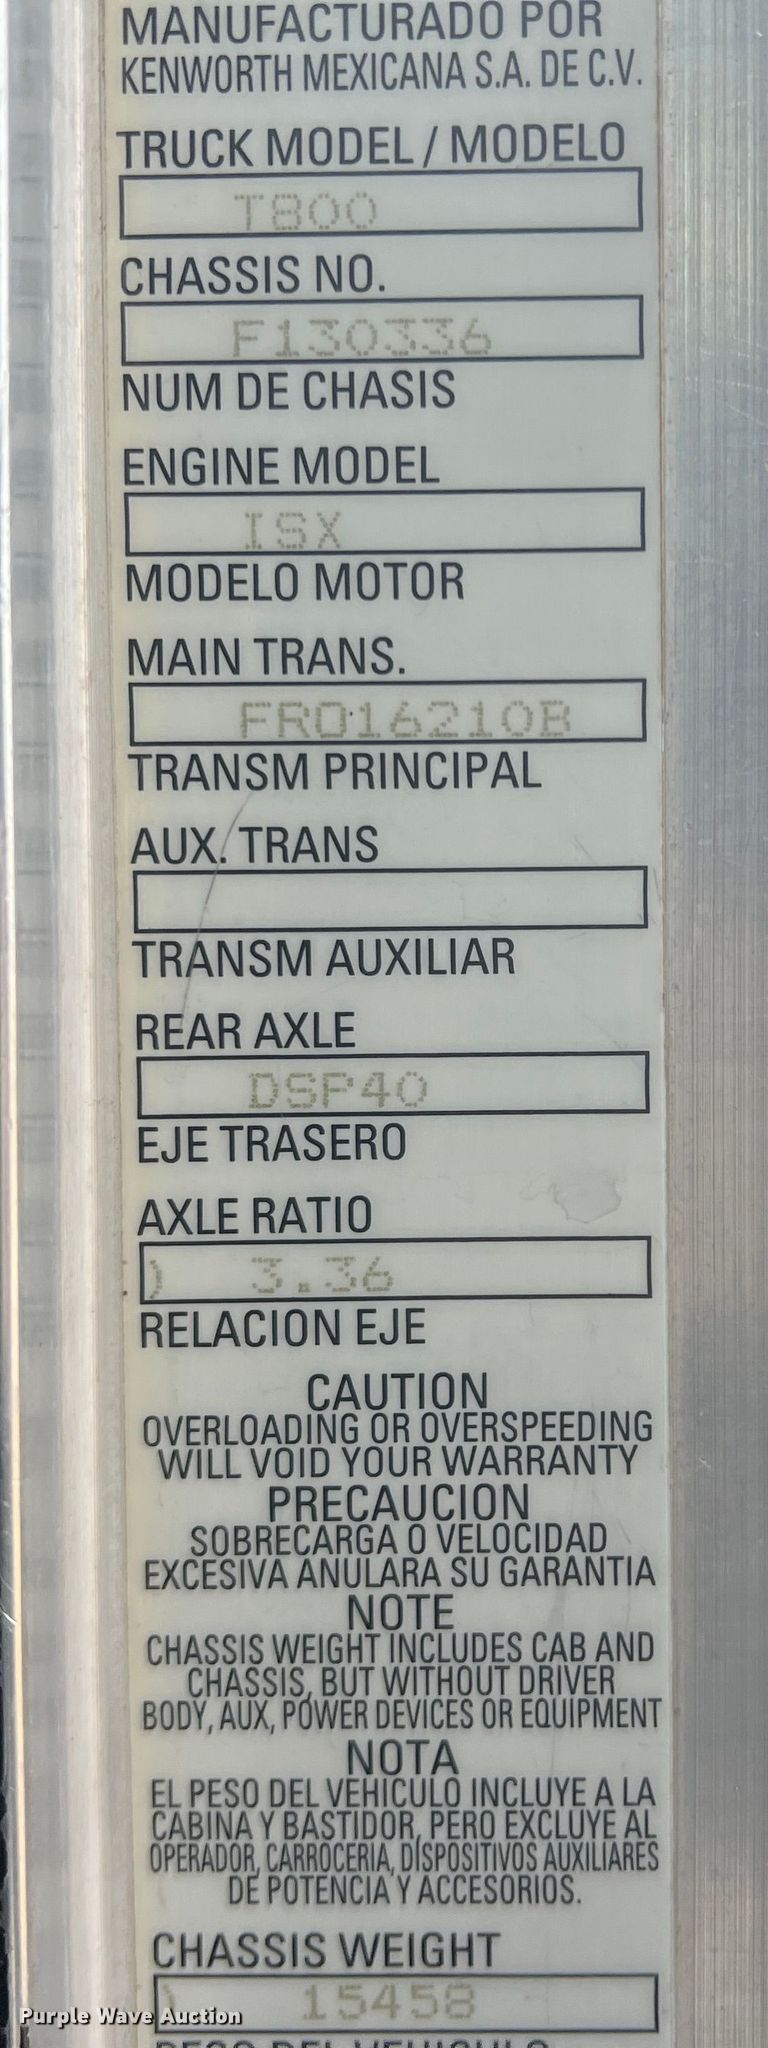 MANUFACTURADO POR
KENWORTH MEXICANA S.A. DE C.V.
TRUCK MODEL / MODELO
T800
CHASSIS NO.
F130336
NUM DE CHASIS
ENGINE MODEL
ISX
MODELO MOTOR
MAIN TRANS.
FRO16210B
TRANSM PRINCIPAL
AUX. TRANS
TRANSM AUXILIAR
REAR AXLE
DSP40
EJE TRASERO
AXLE RATIO
) 3.36
RELACION EJE
CAUTION
OVERLOADING OR OVERSPEEDING
WILL VOID YOUR WARRANTY
PRECAUCION
SOBRECARGA O VELOCIDAD
EXCESIVA ANULARA SU GARANTIA
NOTE
CHASSIS WEIGHT INCLUDES CAB AND
CHASSIS, BUT WITHOUT DRIVER
BODY, AUX, POWER DEVICES OR EQUIPMENT
NOTA
EL PESO DEL VEHICULO INCLUYE A LA
CABINA Y BASTIDOR, PERO EXCLUYE AL
OPERADOR, CARROCERIA, DISPOSITIVOS AUXILIARES
DE POTENCIA Y ACCESORIOS.
CHASSIS WEIGHT
) 15458
PESO DEL VEHICULO
Purple Wave Auction